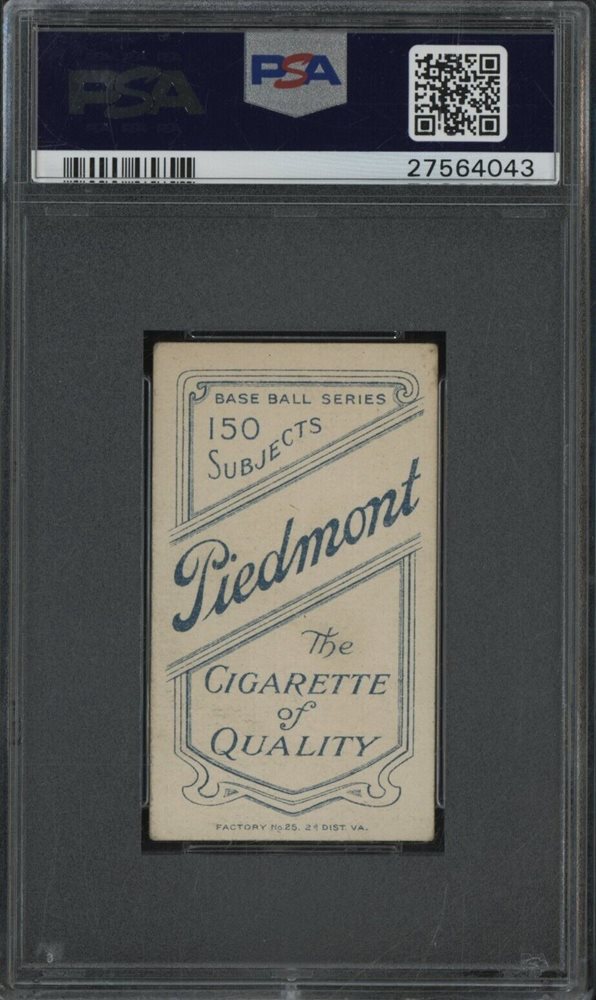 PSA
PSA
27564043
BASE BALL SERIES
150
SUBJECTS
Piedmont
The
CIGARETTE
of
QUALITY
FACTORY No 25. 2d DIST. VA.